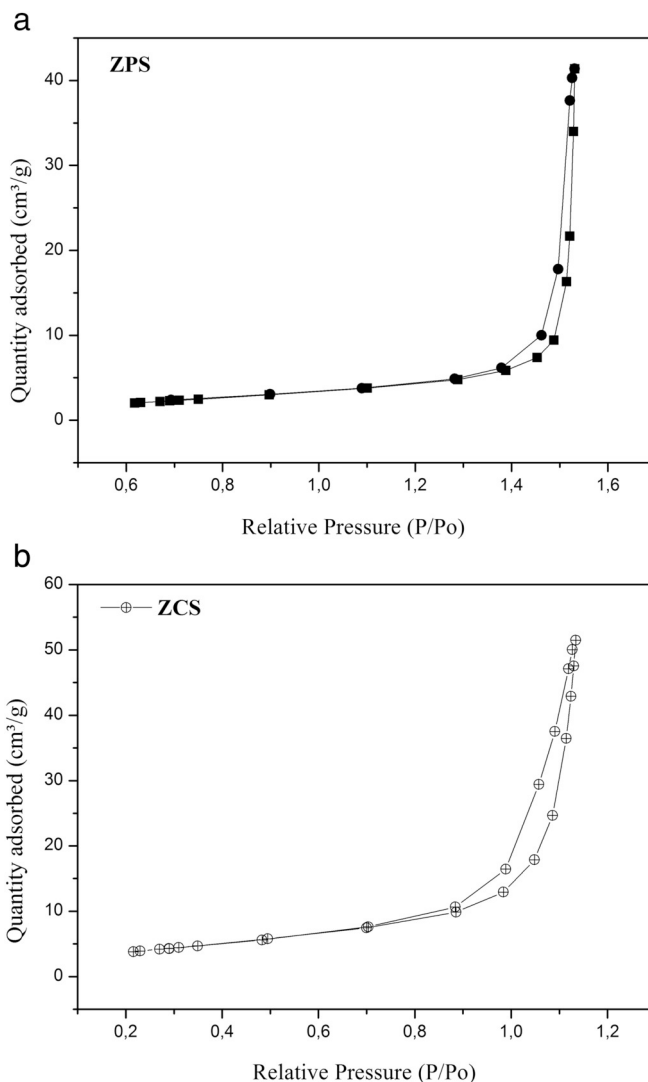 a
ZPS
Quantity adsorbed (cm³/g)
40
30
20
10
0
0,6 0,8 1,0 1,2 1,4 1,6
Relative Pressure (P/Po)
b
ZCS
Quantity adsorbed (cm³/g)
60
50
40
30
20
10
0
0,2 0,4 0,6 0,8 1,0 1,2
Relative Pressure (P/Po)